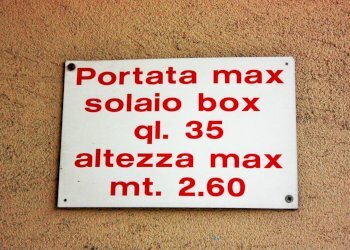 Portata max
solaio box
ql. 35
altezza max
mt. 2.60